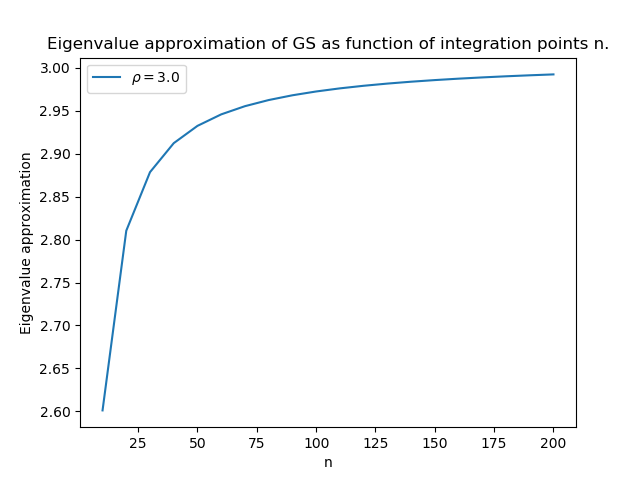 Eigenvalue approximation of GS as function of integration points n.
ρ = 3.0
Eigenvalue approximation
3.00
2.95
2.90
2.85
2.80
2.75
2.70
2.65
2.60
25 50 75 100 125 150 175 200
n